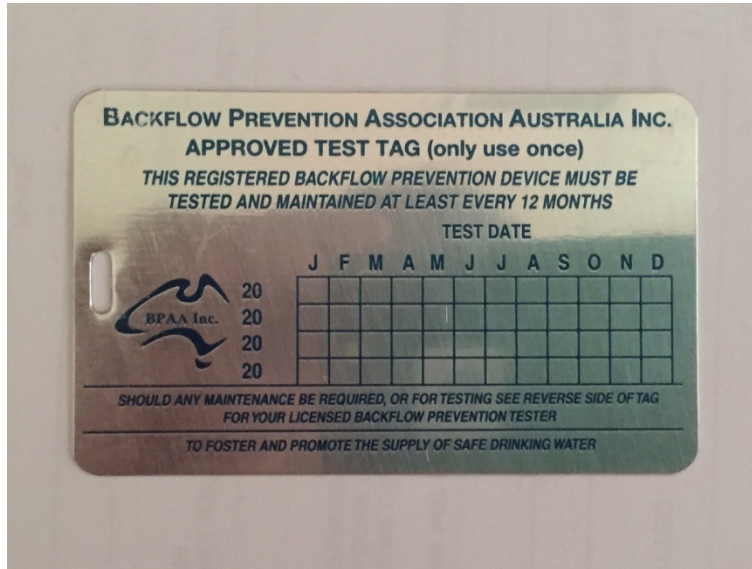 BACKFLOW PREVENTION ASSOCIATION AUSTRALIA INC.
APPROVED TEST TAG (only use once)
THIS REGISTERED BACKFLOW PREVENTION DEVICE MUST BE
TESTED AND MAINTAINED AT LEAST EVERY 12 MONTHS
TEST DATE
J F M A M J J A S O N D
20
BPAA Inc. 20
20
20
SHOULD ANY MAINTENANCE BE REQUIRED, OR FOR TESTING SEE REVERSE SIDE OF TAG
FOR YOUR LICENSED BACKFLOW PREVENTION TESTER
TO FOSTER AND PROMOTE THE SUPPLY OF SAFE DRINKING WATER